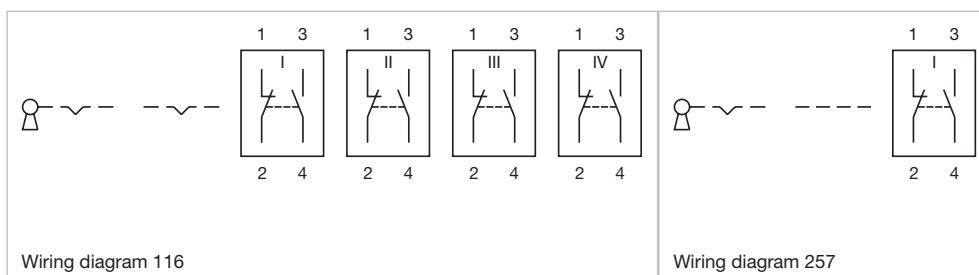 1 3 1 3 1 3 1 3 1 3
I II III IV I
2 4 2 4 2 4 2 4 2 4
Wiring diagram 116 Wiring diagram 257